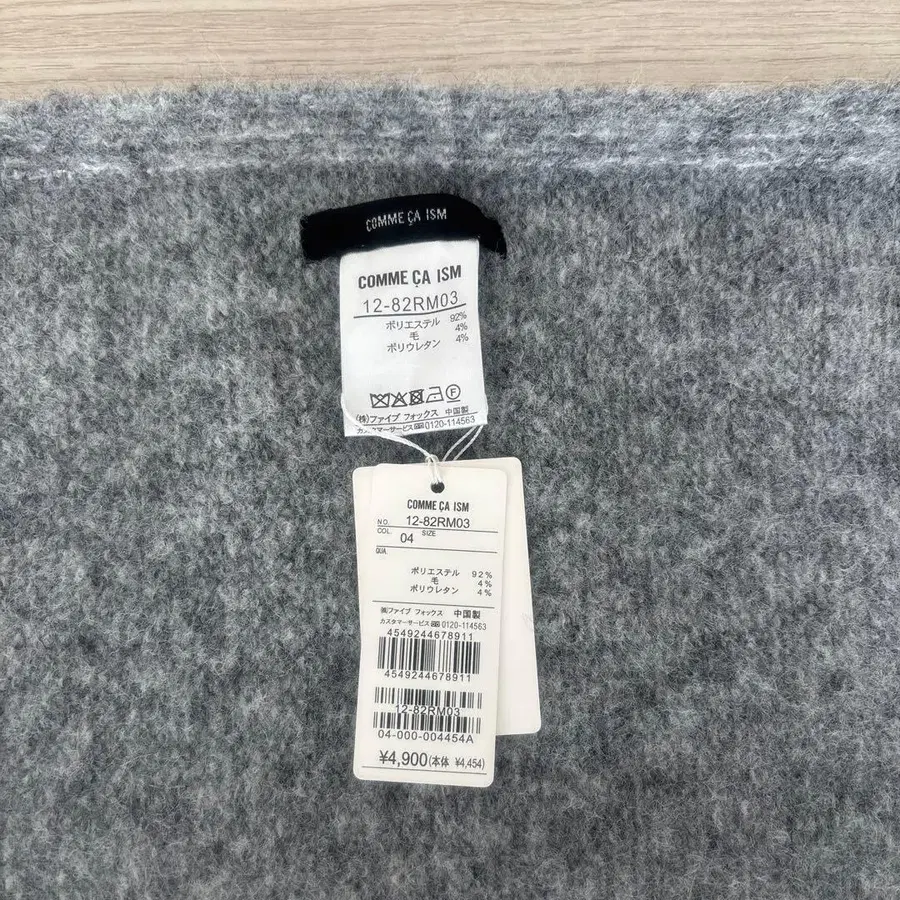 COMME ÇA ISM
COMME ÇA ISM
12-82RM03
ポリエステル 92%
毛 4%
ポリウレタン 4%
Ⓕ
(株)ファイブ フォックス 中国製
カスタマーサービス 0120-114563
COMME ÇA ISM
NO. 12-82RM03
COL. 04 SIZE
QUA.
ポリエステル 92%
毛 4%
ポリウレタン 4%
㈱ファイブ フォックス 中国製
カスタマーサービス 0120-114563
4549244678911
4549244678911
12-82RM03
04-000-004454A
¥4,900(本体 ¥4,454)